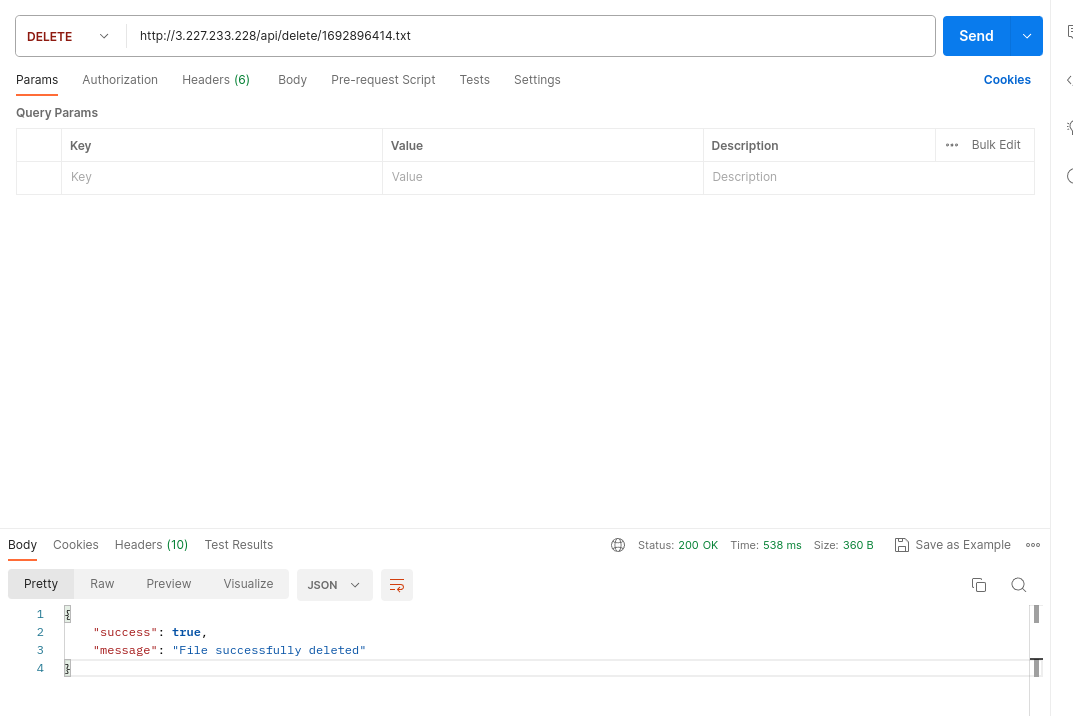 DELETE http://3.227.233.228/api/delete/1692896414.txt Send
Params Authorization Headers (6) Body Pre-request Script Tests Settings Cookies
Query Params
Key Value Description ••• Bulk Edit
Key Value Description
Body Cookies Headers (10) Test Results Status: 200 OK Time: 538 ms Size: 360 B Save as Example
Pretty Raw Preview Visualize JSON
1 {
2 "success": true,
3 "message": "File successfully deleted"
4 }